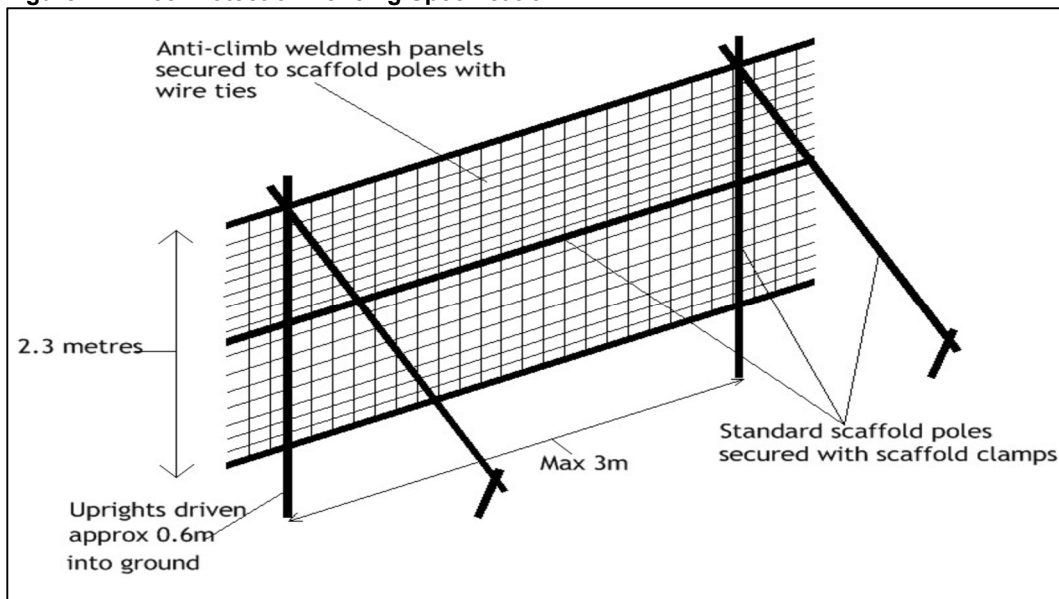 Anti-climb weldmesh panels
secured to scaffold poles with
wire ties
2.3 metres
Max 3m
Standard scaffold poles
secured with scaffold clamps
Uprights driven
approx 0.6m
into ground